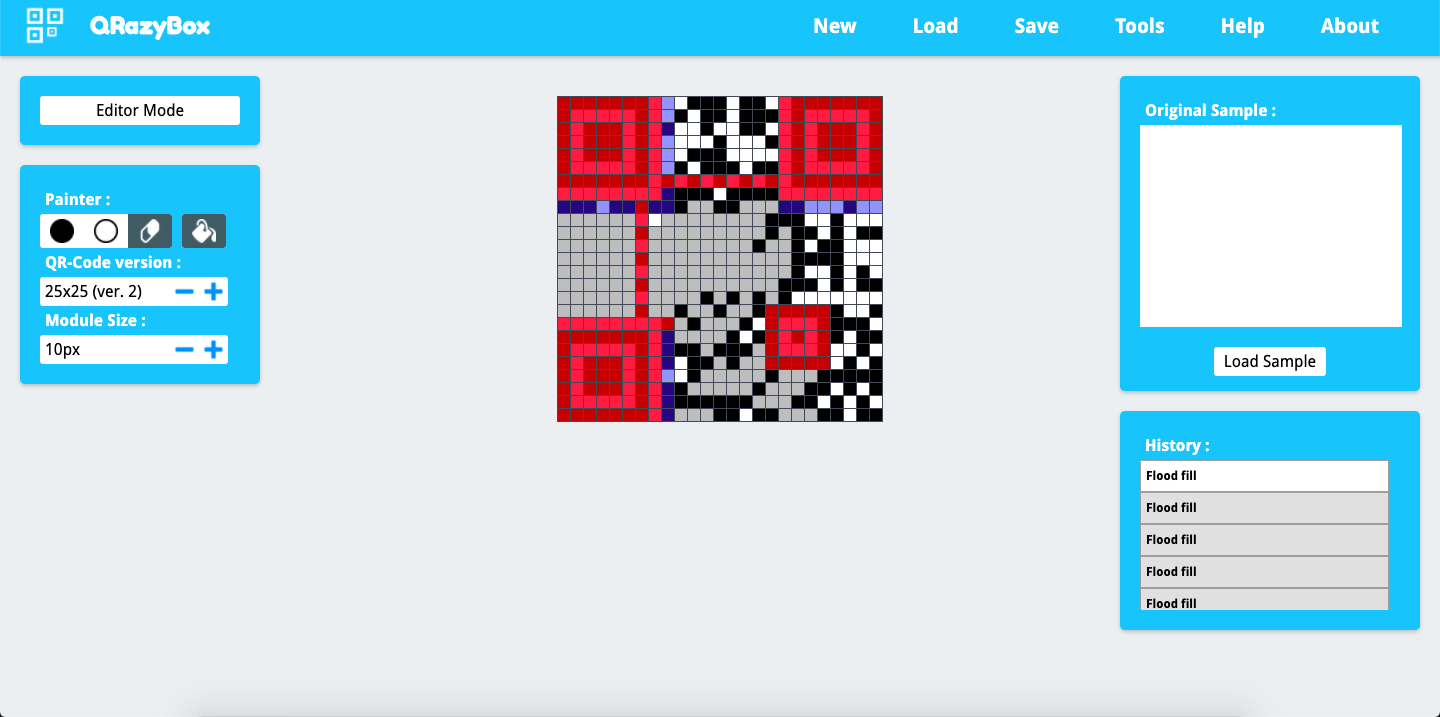 QRazyBox
New
Load
Save
Tools
Help
About
Editor Mode
Painter :
QR-Code version :
25x25 (ver. 2)
Module Size :
10px
Original Sample :
Load Sample
History :
Flood fill
Flood fill
Flood fill
Flood fill
Flood fill